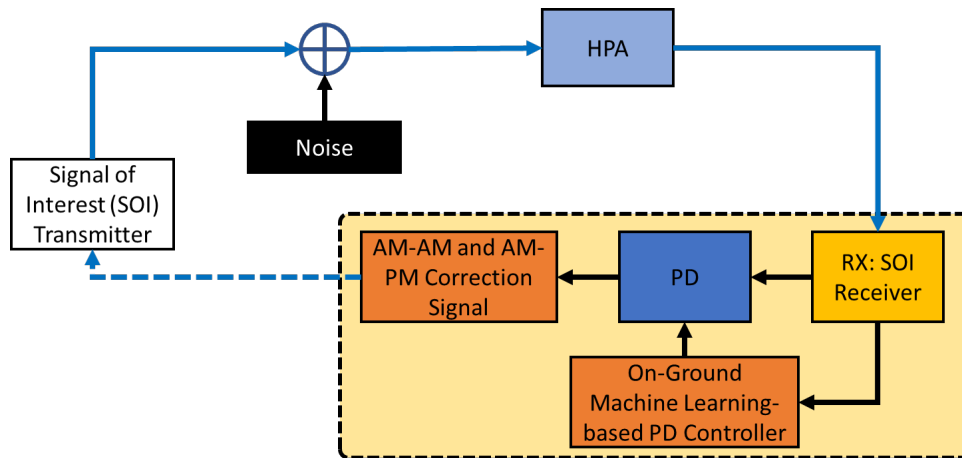 HPA
Noise
Signal of
Interest (SOI)
Transmitter
AM-AM and AM-
PM Correction
Signal
PD
RX: SOI
Receiver
On-Ground
Machine Learning-
based PD Controller